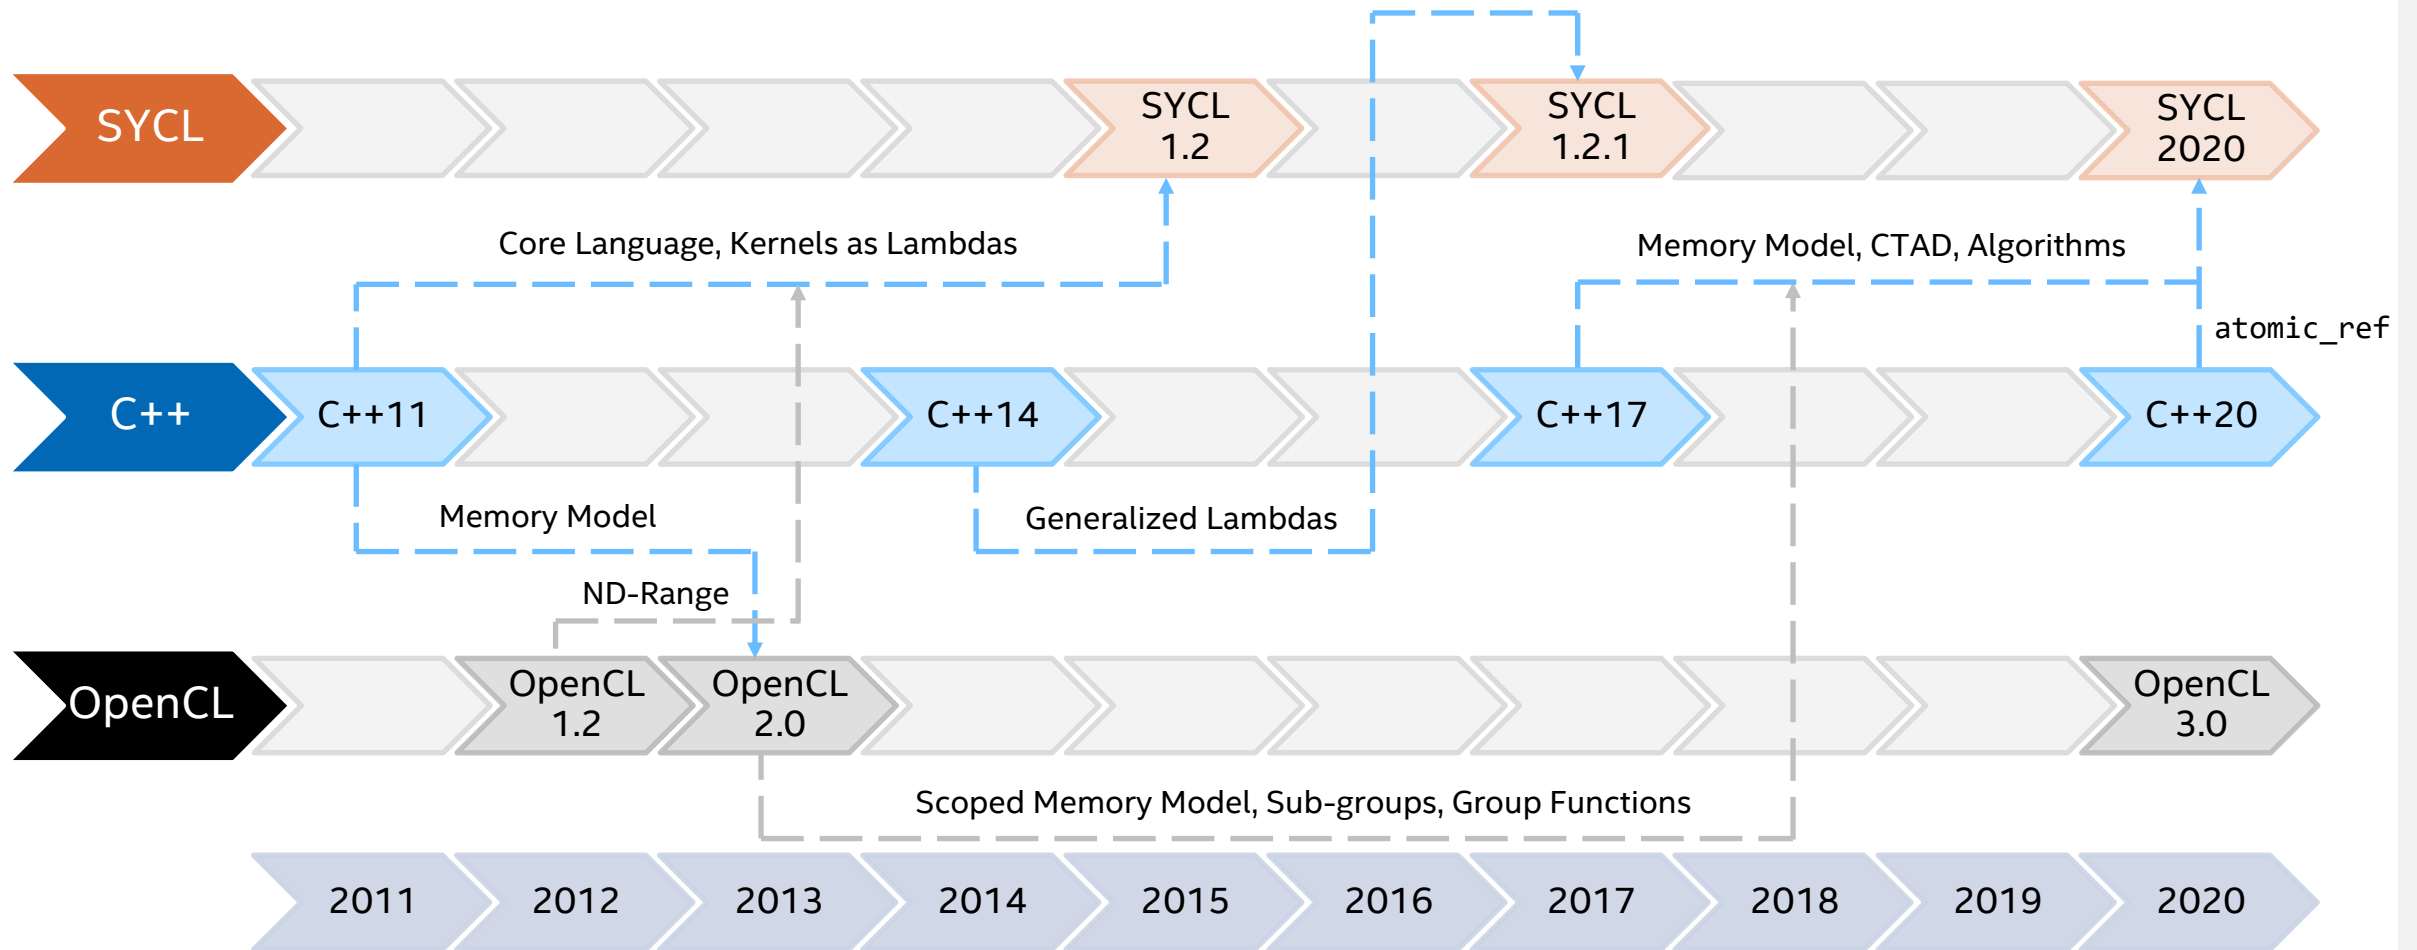 SYCL
SYCL
1.2
SYCL
1.2.1
SYCL
2020
Core Language, Kernels as Lambdas
Memory Model, CTAD, Algorithms
atomic_ref
C++
C++11
C++14
C++17
C++20
Memory Model
Generalized Lambdas
ND-Range
OpenCL
OpenCL
1.2
OpenCL
2.0
OpenCL
3.0
Scoped Memory Model, Sub-groups, Group Functions
2011
2012
2013
2014
2015
2016
2017
2018
2019
2020